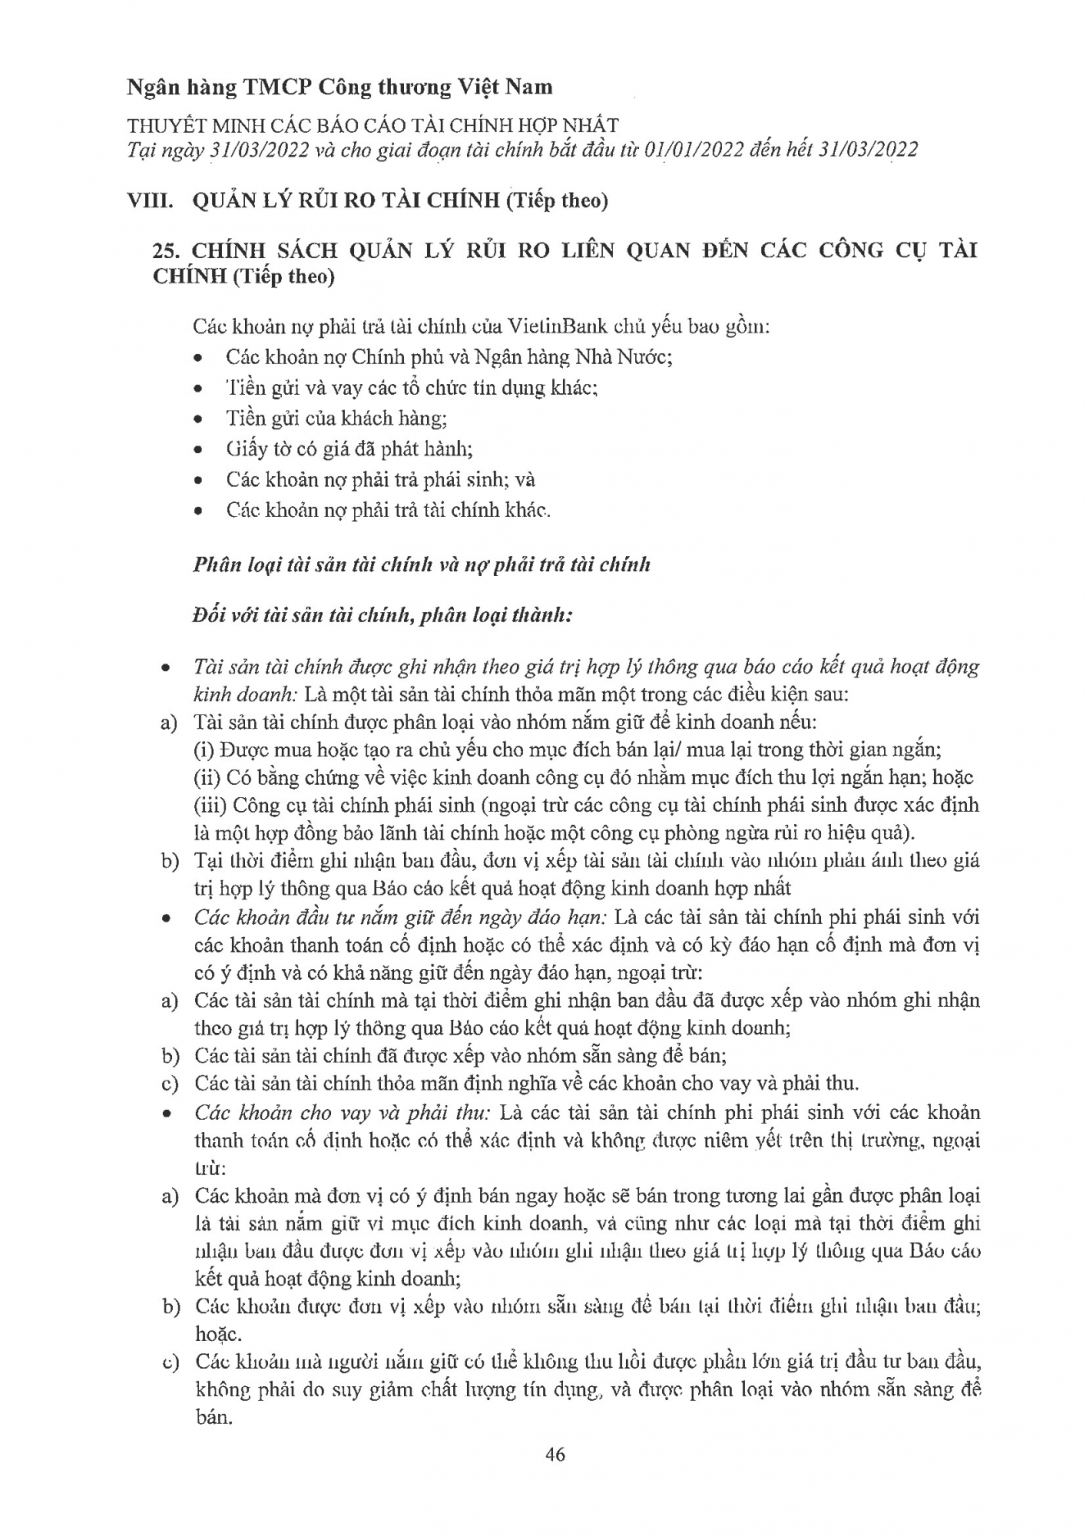 Ngân hàng TMCP Công thương Việt Nam
THUYẾT MINH CÁC BÁO CÁO TÀI CHÍNH HỢP NHẤT
Tại ngày 31/03/2022 và cho giai đoạn tài chính bắt đầu từ 01/01/2022 đến hết 31/03/2022
VIII. QUẢN LÝ RỦI RO TÀI CHÍNH (Tiếp theo)
25. CHÍNH SÁCH QUẢN LÝ RỦI RO LIÊN QUAN ĐẾN CÁC CÔNG CỤ TÀI
CHÍNH (Tiếp theo)
Các khoản nợ phải trả tài chính của VietinBank chủ yếu bao gồm:
• Các khoản nợ Chính phủ và Ngân hàng Nhà Nước;
• Tiền gửi và vay các tổ chức tín dụng khác;
• Tiền gửi của khách hàng;
• Giấy tờ có giá đã phát hành;
• Các khoản nợ phải trả phái sinh; và
• Các khoản nợ phải trả tài chính khác.
Phân loại tài sản tài chính và nợ phải trả tài chính
Đối với tài sản tài chính, phân loại thành:
• Tài sản tài chính được ghi nhận theo giá trị hợp lý thông qua báo cáo kết quả hoạt động
kinh doanh: Là một tài sản tài chính thỏa mãn một trong các điều kiện sau:
a) Tài sản tài chính được phân loại vào nhóm nắm giữ để kinh doanh nếu:
(i) Được mua hoặc tạo ra chủ yếu cho mục đích bán lại/ mua lại trong thời gian ngắn;
(ii) Có bằng chứng về việc kinh doanh công cụ đó nhằm mục đích thu lợi ngắn hạn; hoặc
(iii) Công cụ tài chính phái sinh (ngoại trừ các công cụ tài chính phái sinh được xác định
là một hợp đồng bảo lãnh tài chính hoặc một công cụ phòng ngừa rủi ro hiệu quả).
b) Tại thời điểm ghi nhận ban đầu, đơn vị xếp tài sản tài chính vào nhóm phản ánh theo giá
trị hợp lý thông qua Báo cáo kết quả hoạt động kinh doanh hợp nhất
• Các khoản đầu tư nắm giữ đến ngày đáo hạn: Là các tài sản tài chính phi phái sinh với
các khoản thanh toán cố định hoặc có thể xác định và có kỳ đáo hạn cố định mà đơn vị
có ý định và có khả năng giữ đến ngày đáo hạn, ngoại trừ:
a) Các tài sản tài chính mà tại thời điểm ghi nhận ban đầu đã được xếp vào nhóm ghi nhận
theo giá trị hợp lý thông qua Báo cáo kết quả hoạt động kinh doanh;
b) Các tài sản tài chính đã được xếp vào nhóm sẵn sàng để bán;
c) Các tài sản tài chính thỏa mãn định nghĩa về các khoản cho vay và phải thu.
• Các khoản cho vay và phải thu: Là các tài sản tài chính phi phái sinh với các khoản
thanh toán cố định hoặc có thể xác định và không được niêm yết trên thị trường, ngoại
trừ:
a) Các khoản mà đơn vị có ý định bán ngay hoặc sẽ bán trong tương lai gần được phân loại
là tài sản nắm giữ vì mục đích kinh doanh, và cũng như các loại mà tại thời điểm ghi
nhận ban đầu được đơn vị xếp vào nhóm ghi nhận theo giá trị hợp lý thông qua Báo cáo
kết quả hoạt động kinh doanh;
b) Các khoản được đơn vị xếp vào nhóm sẵn sàng để bán tại thời điểm ghi nhận ban đầu;
hoặc.
c) Các khoản mà người nắm giữ có thể không thu hồi được phần lớn giá trị đầu tư ban đầu,
không phải do suy giảm chất lượng tín dụng, và được phân loại vào nhóm sẵn sàng để
bán.
46